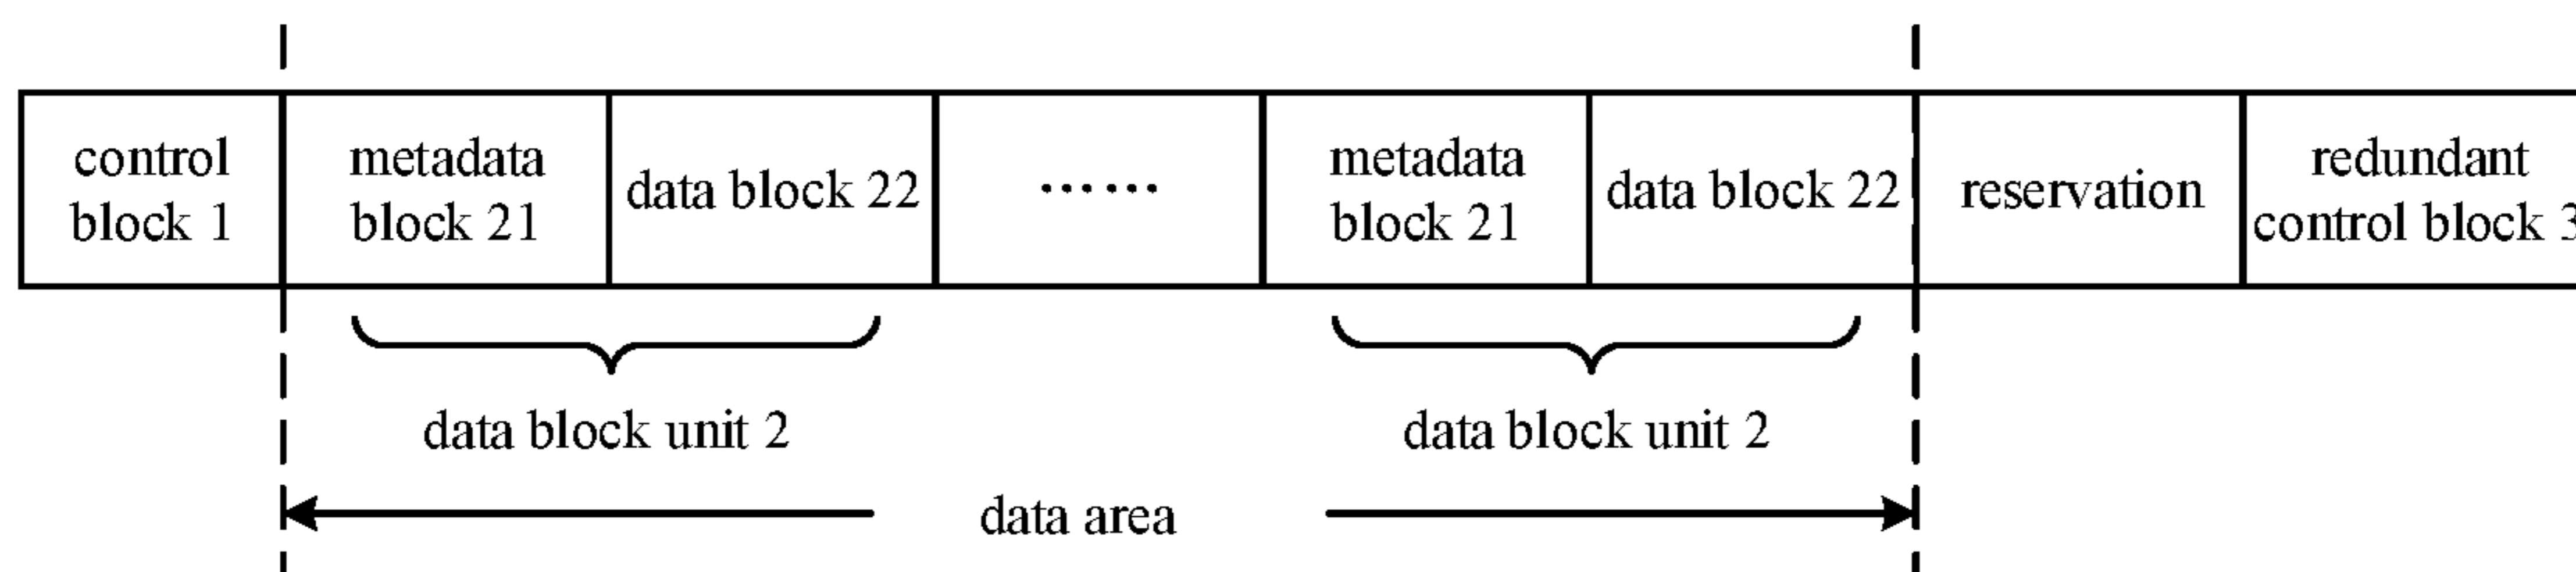 control
block 1
metadata
block 21
data block 22
......
metadata
block 21
data block 22
reservation
redundant
control block 3
data block unit 2
data block unit 2
data area